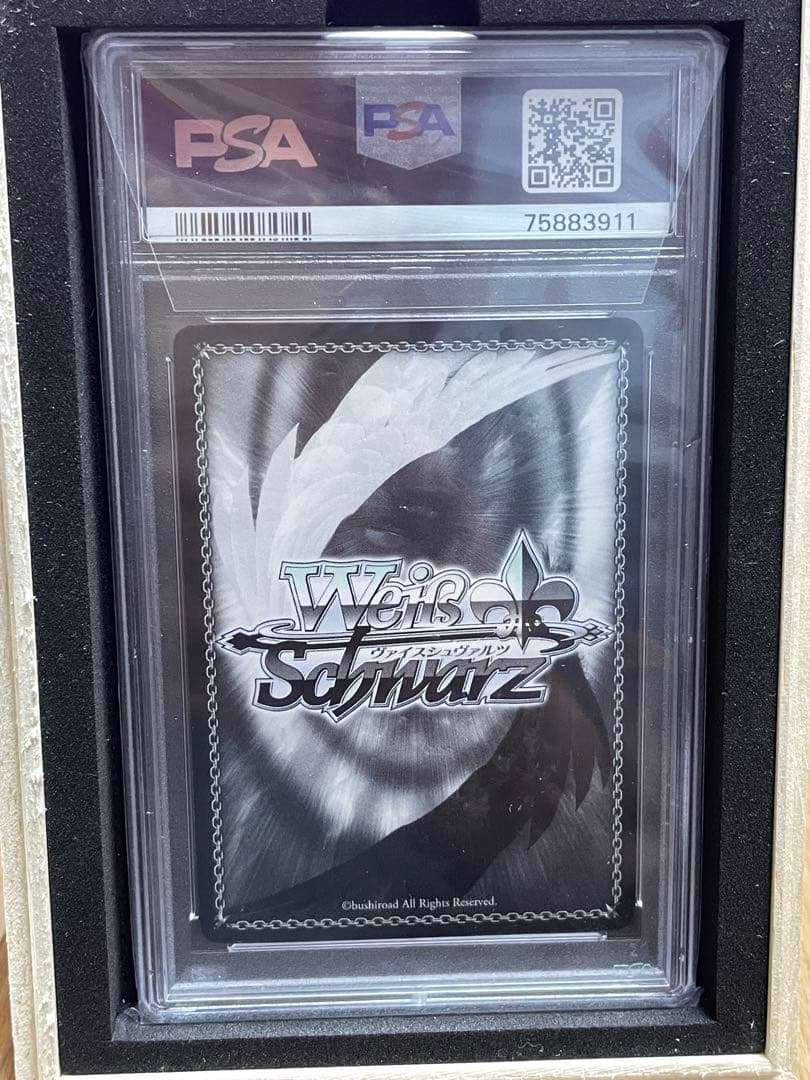 PSA
PSA
75883911
Weiß
ヴァイスシュヴァルツ
Schwarz
©bushiroad All Rights Reserved.